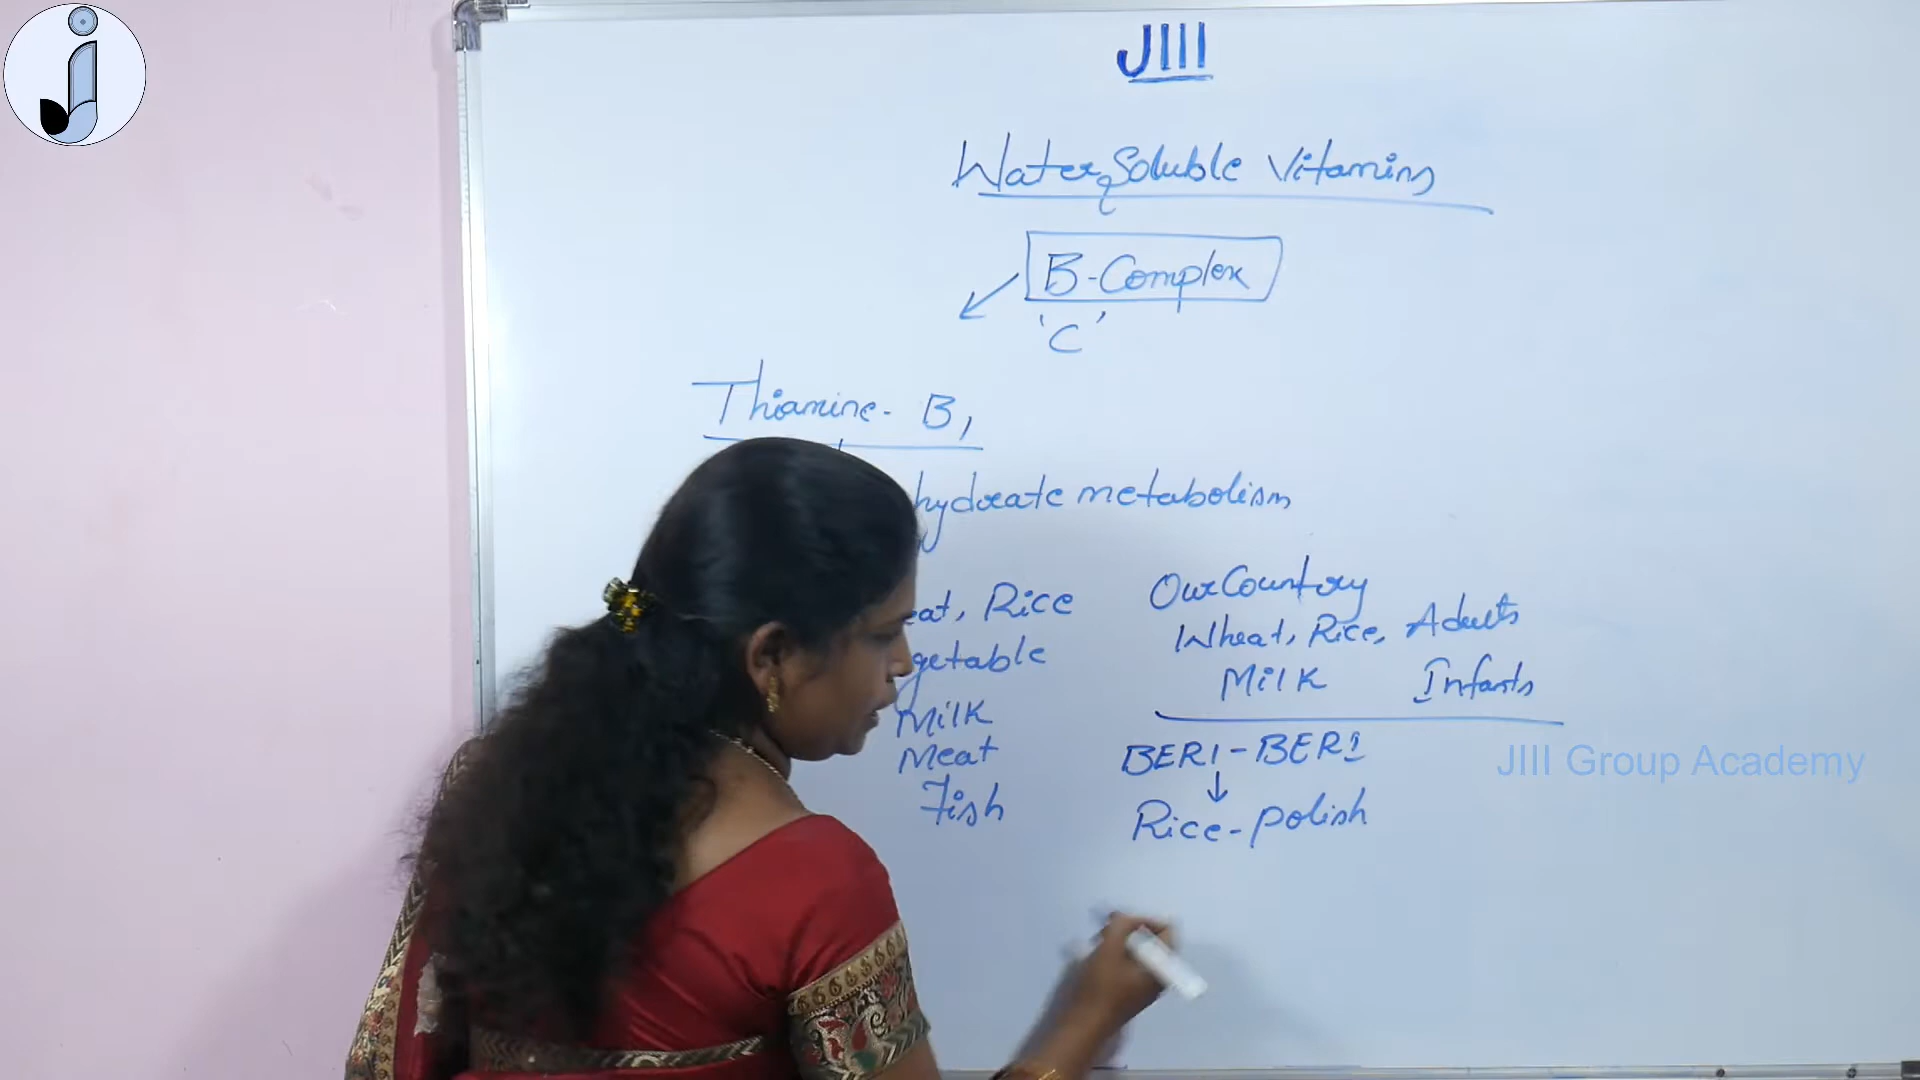 JIII
Water Soluble Vitamins
B-Complex
'C'
Thiamine - B1
hydrate metabolism
eat, Rice
getable
Milk
Meat
Fish
Our Country
Wheat, Rice, Adults
Milk Infants
BERI-BERI
Rice-polish
JIII Group Academy